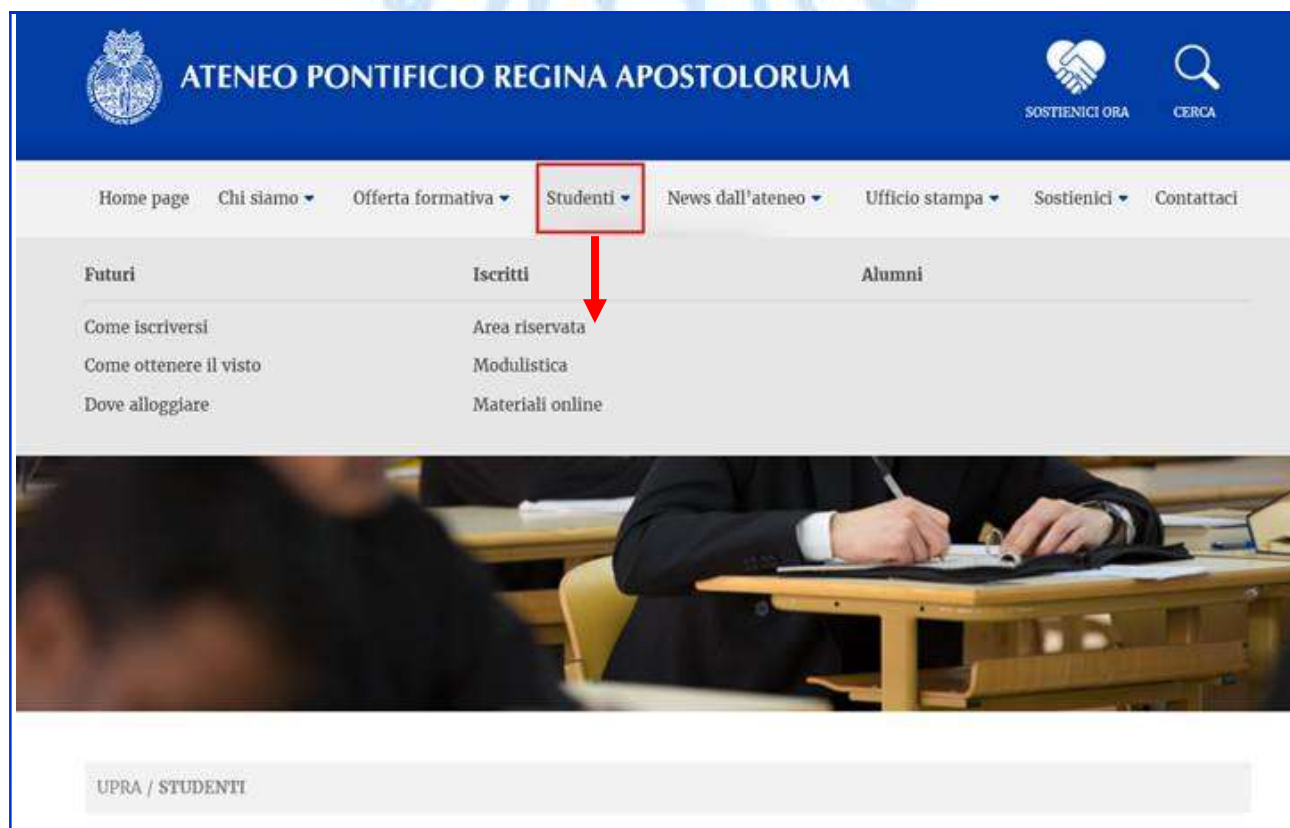 ATENEO PONTIFICIO REGINA APOSTOLORUM
SOSTIENICI ORA
CERCA
Home page Chi siamo Offerta formativa Studenti News dall'ateneo Ufficio stampa Sostienici Contattaci
Futuri Iscritti Alumni
Come iscriversi Area riservata
Come ottenere il visto Modulistica
Dove alloggiare Materiali online
UPRA / STUDENTI